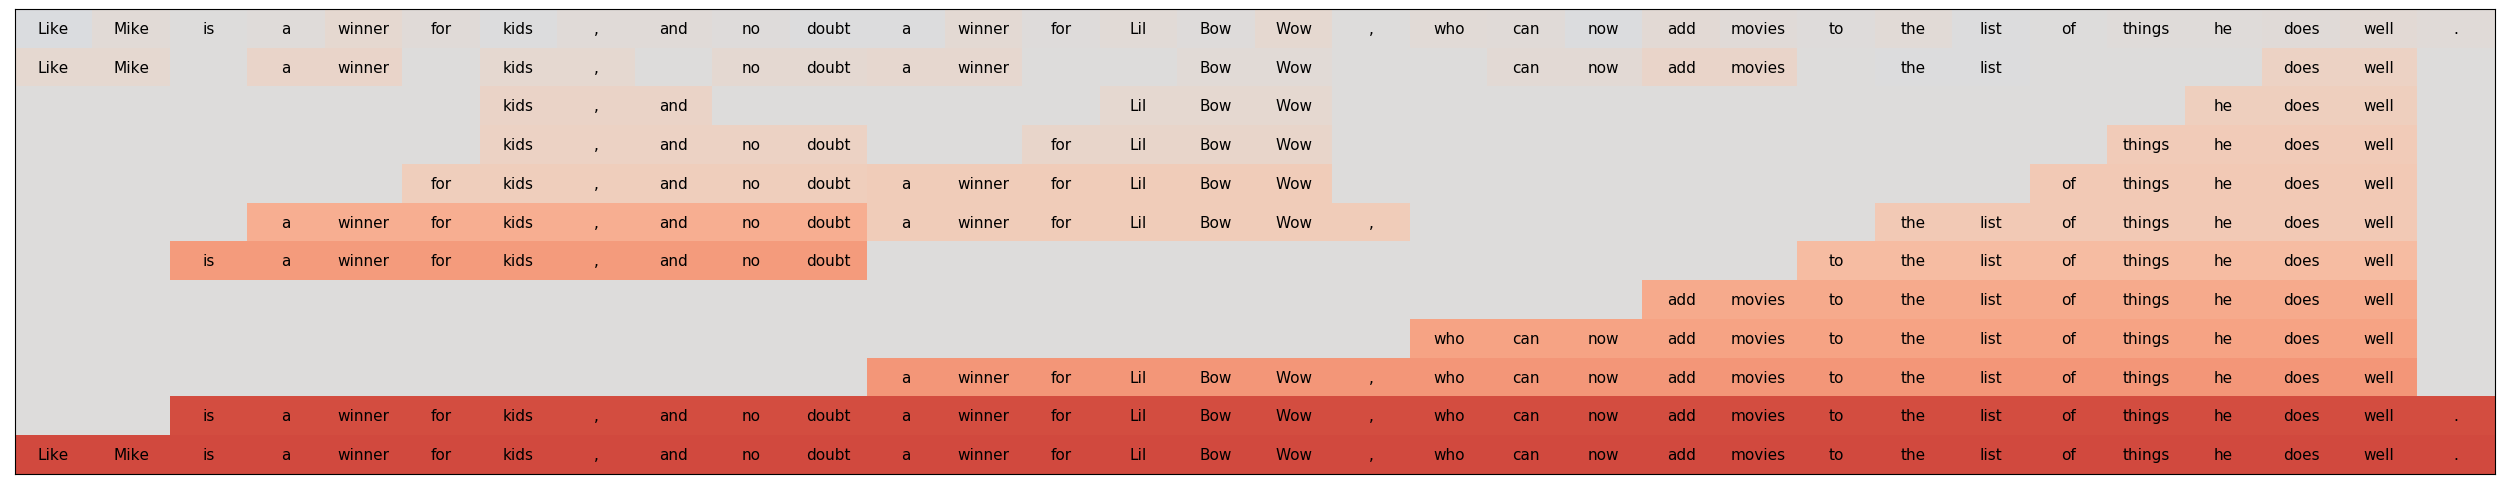 Like Mike is a winner for kids , and no doubt a winner for Lil Bow Wow , who can now add movies to the list of things he does well .
Like Mike a winner kids , no doubt a winner Bow Wow can now add movies the list does well
kids , and Lil Bow Wow he does well
kids , and no doubt for Lil Bow Wow things he does well
for kids , and no doubt a winner for Lil Bow Wow of things he does well
a winner for kids , and no doubt a winner for Lil Bow Wow , the list of things he does well
is a winner for kids , and no doubt to the list of things he does well
add movies to the list of things he does well
who can now add movies to the list of things he does well
a winner for Lil Bow Wow , who can now add movies to the list of things he does well
is a winner for kids , and no doubt a winner for Lil Bow Wow , who can now add movies to the list of things he does well .
Like Mike is a winner for kids , and no doubt a winner for Lil Bow Wow , who can now add movies to the list of things he does well .